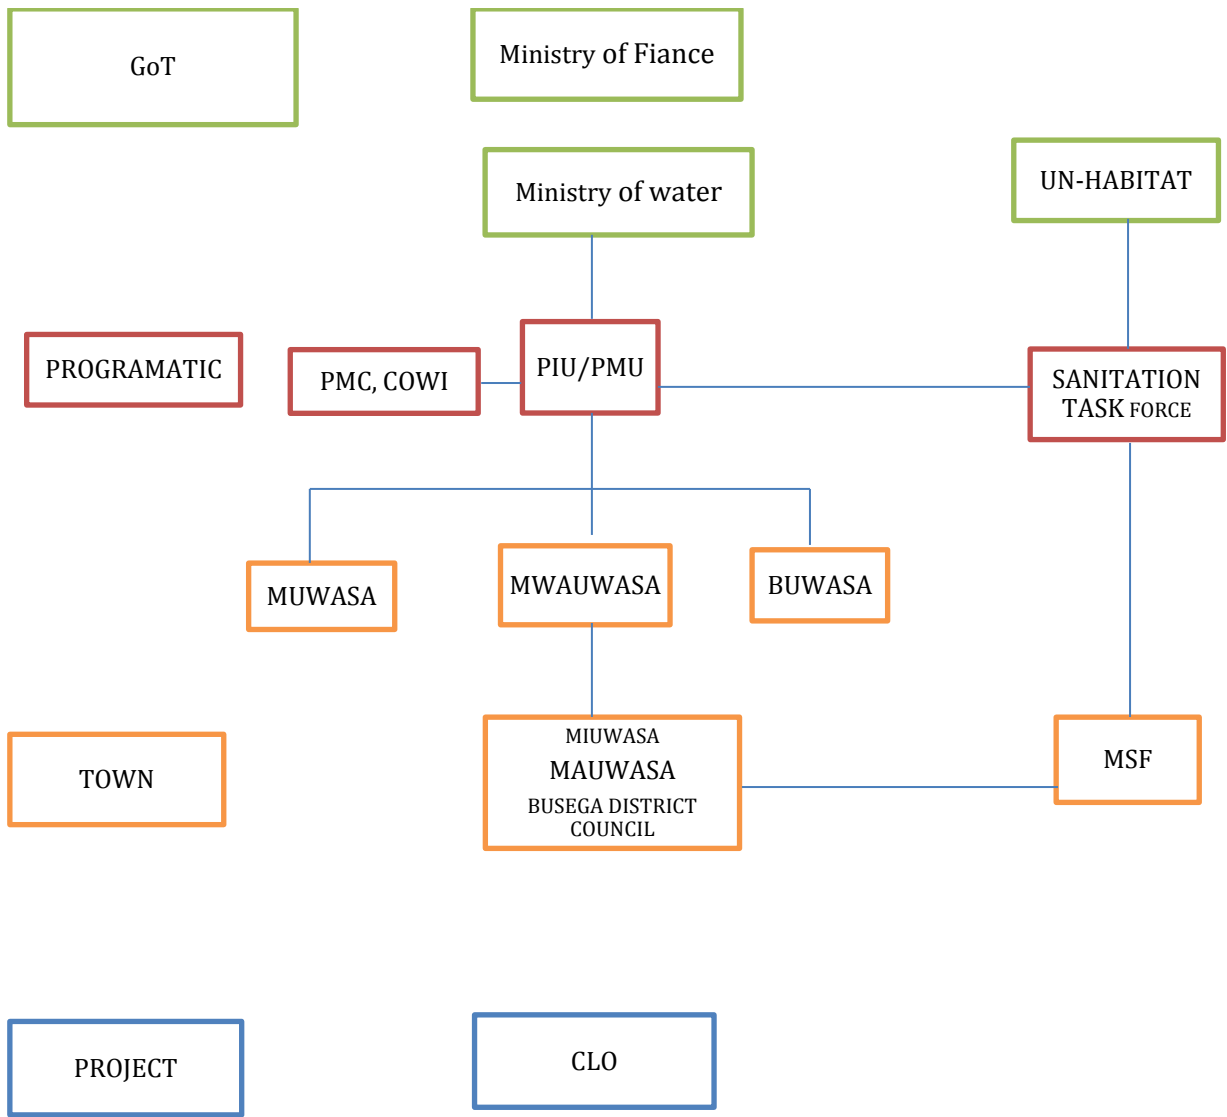 GoT
Ministry of Fiance
Ministry of water
UN-HABITAT
PROGRAMATIC
PMC, COWI
PIU/PMU
SANITATION
TASK FORCE
MUWASA
MWAUWASA
BUWASA
TOWN
MIUWASA
MAUWASA
BUSEGA DISTRICT
COUNCIL
MSF
PROJECT
CLO